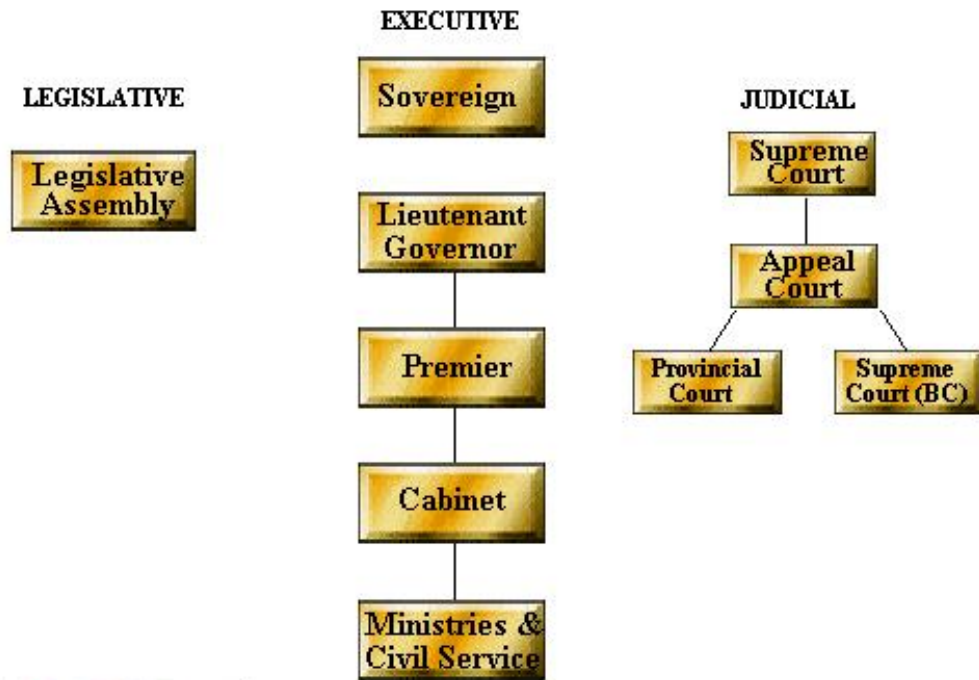 EXECUTIVE
Sovereign
LEGISLATIVE
Legislative
Assembly
Lieutenant
Governor
Premier
Cabinet
Ministries &
Civil Service
JUDICIAL
Supreme
Court
Appeal
Court
Provincial
Court
Supreme
Court (BC)